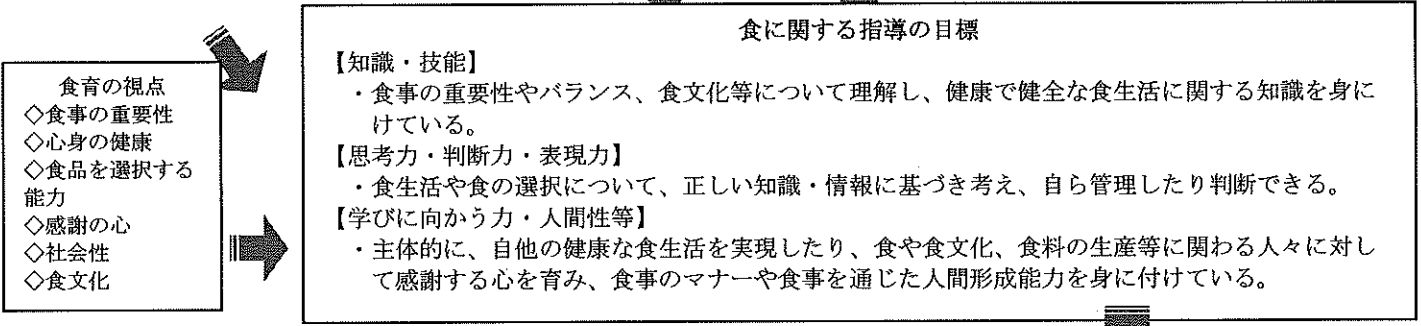 食育の視点
◇食事の重要性
◇心身の健康
◇食品を選択する
能力
◇感謝の心
◇社会性
◇食文化
食に関する指導の目標
【知識・技能】
・食事の重要性やバランス、食文化等について理解し、健康で健全な食生活に関する知識を身に
けている。
【思考力・判断力・表現力】
・食生活や食の選択について、正しい知識・情報に基づき考え、自ら管理したり判断できる。
【学びに向かう力・人間性等】
・主体的に、自他の健康な食生活を実現したり、食や食文化、食料の生産等に関わる人々に対し
て感謝する心を育み、食事のマナーや食事を通じた人間形成能力を身に付けている。